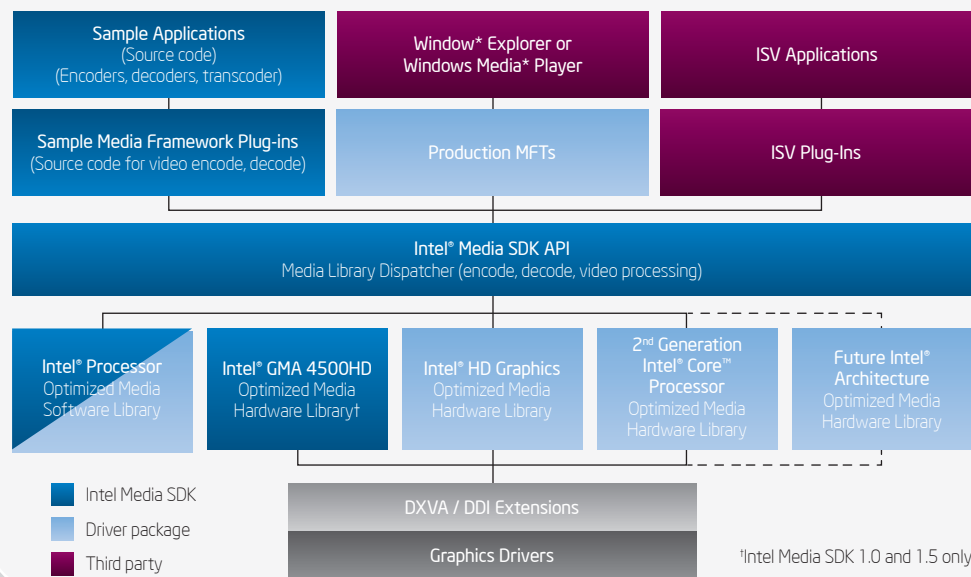 Sample Applications
(Source code)
(Encoders, decoders, transcoder)
Window* Explorer or
Windows Media* Player
ISV Applications
Sample Media Framework Plug-ins
(Source code for video encode, decode)
Production MFTs
ISV Plug-Ins
Intel® Media SDK API
Media Library Dispatcher (encode, decode, video processing)
Intel® Processor
Optimized Media
Software Library
Intel® GMA 4500HD
Optimized Media
Hardware Library†
Intel® HD Graphics
Optimized Media
Hardware Library
2nd Generation
Intel® Core™
Processor
Optimized Media
Hardware Library
Future Intel®
Architecture
Optimized Media
Hardware Library
Intel Media SDK
Driver package
Third party
DXVA / DDI Extensions
Graphics Drivers
†Intel Media SDK 1.0 and 1.5 only